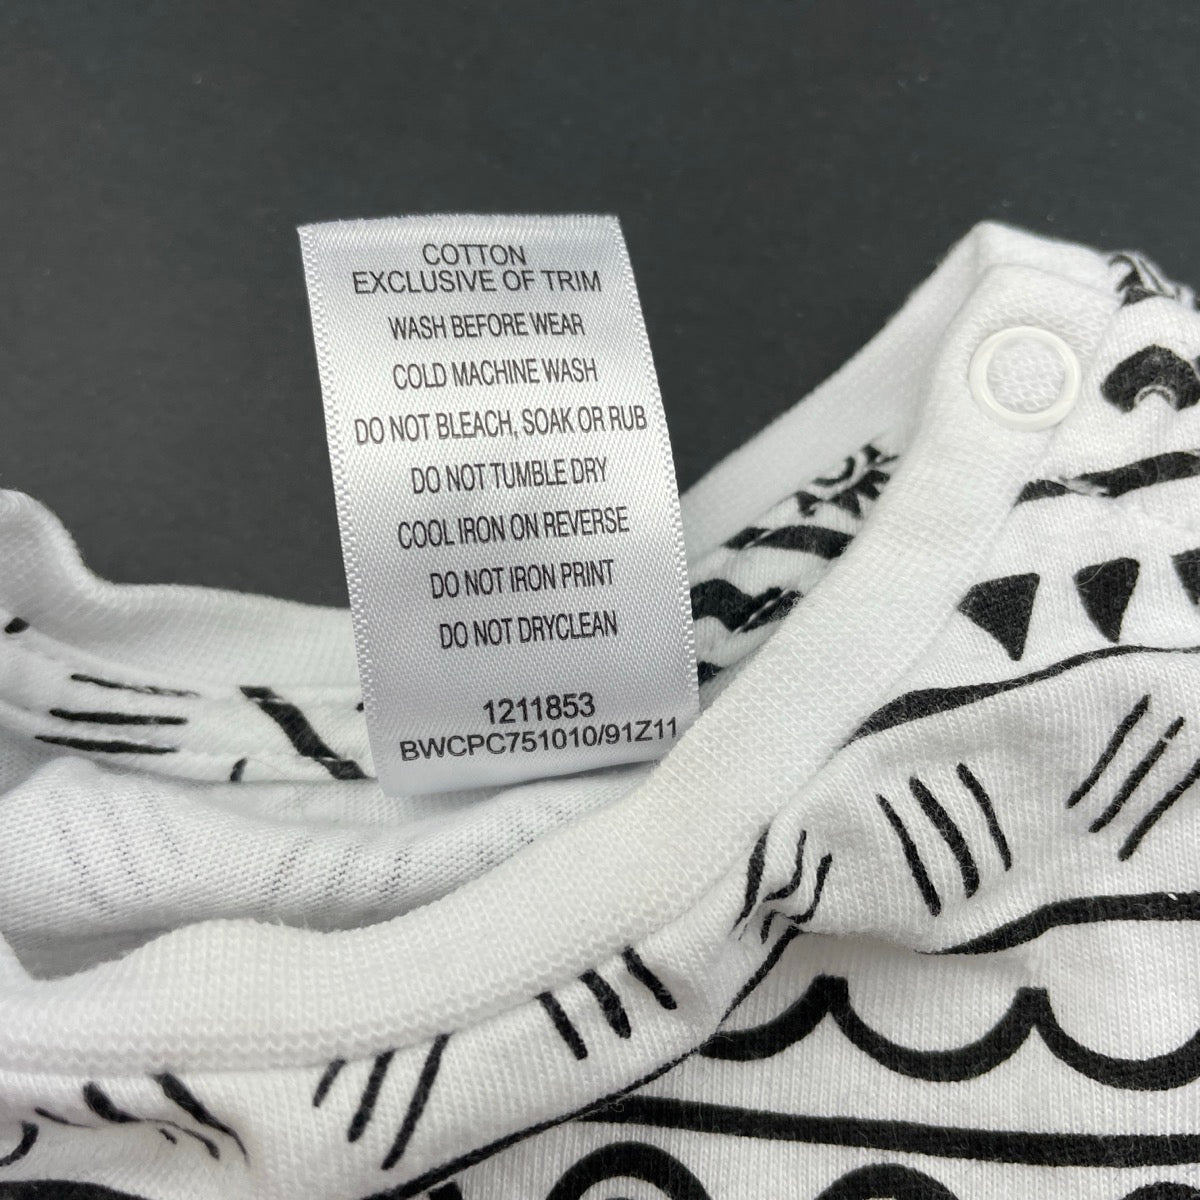 COTTON
EXCLUSIVE OF TRIM
WASH BEFORE WEAR
COLD MACHINE WASH
DO NOT BLEACH, SOAK OR RUB
DO NOT TUMBLE DRY
COOL IRON ON REVERSE
DO NOT IRON PRINT
DO NOT DRYCLEAN
1211853
BWCPC751010/91Z11